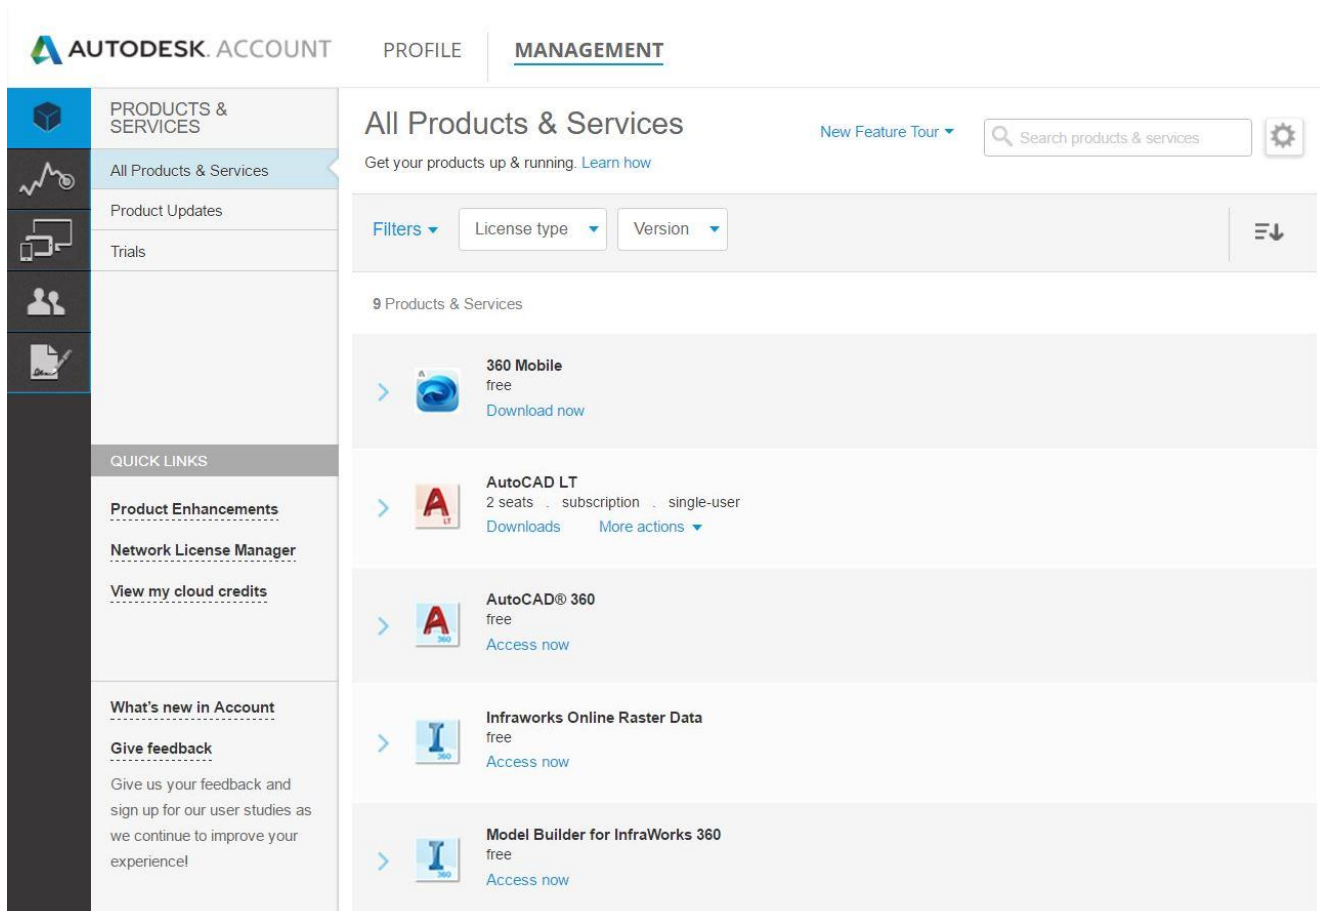 AUTODESK. ACCOUNT
PROFILE
MANAGEMENT
PRODUCTS &
SERVICES
All Products & Services
Product Updates
Trials
QUICK LINKS
Product Enhancements
Network License Manager
View my cloud credits
What's new in Account
Give feedback
Give us your feedback and
sign up for our user studies as
we continue to improve your
experience!
All Products & Services
Get your products up & running. Learn how
New Feature Tour
Search products & services
Filters
License type
Version
9 Products & Services
360 Mobile
free
Download now
AutoCAD LT
2 seats . subscription . single-user
Downloads More actions
AutoCAD® 360
free
Access now
Infraworks Online Raster Data
free
Access now
Model Builder for InfraWorks 360
free
Access now